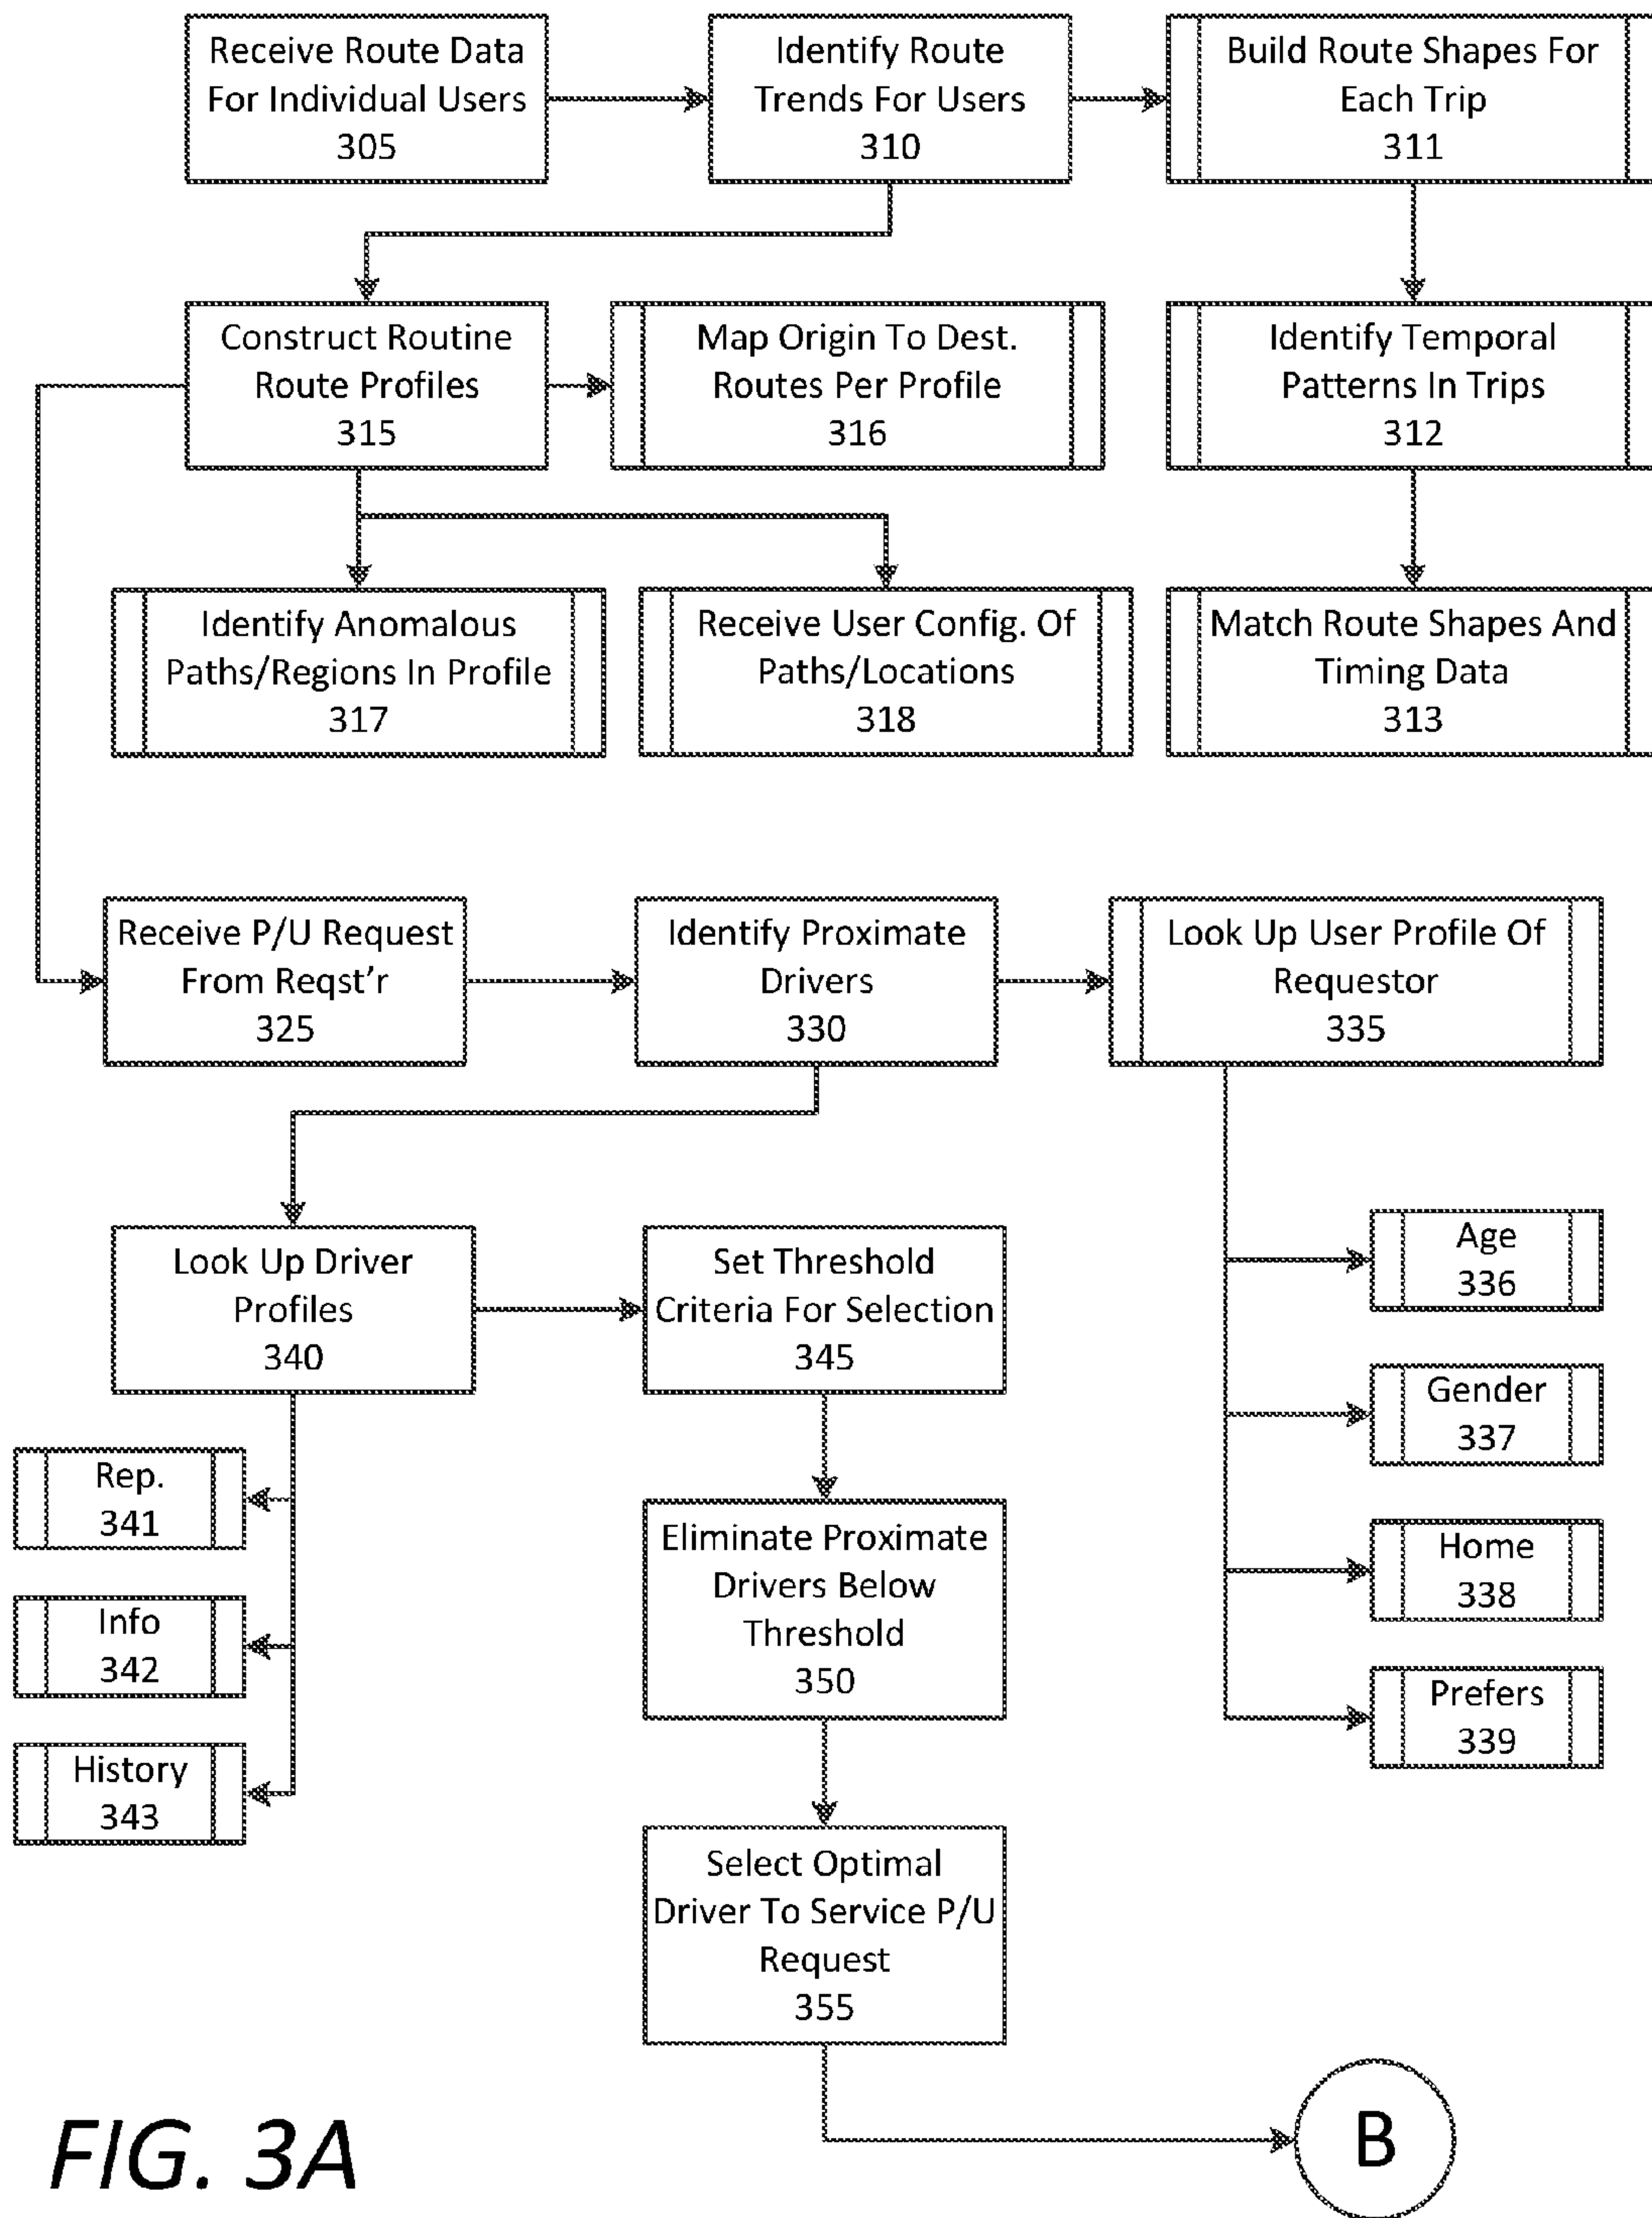 Receive Route Data
For Individual Users
305
Identify Route
Trends For Users
310
Build Route Shapes For
Each Trip
311
Construct Routine
Route Profiles
315
Map Origin To Dest.
Routes Per Profile
316
Identify Temporal
Patterns In Trips
312
Identify Anomalous
Paths/Regions In Profile
317
Receive User Config. Of
Paths/Locations
318
Match Route Shapes And
Timing Data
313
Receive P/U Request
From Reqst'r
325
Identify Proximate
Drivers
330
Look Up User Profile Of
Requestor
335
Look Up Driver
Profiles
340
Set Threshold
Criteria For Selection
345
Age
336
Gender
337
Home
338
Prefers
339
Rep.
341
Info
342
History
343
Eliminate Proximate
Drivers Below
Threshold
350
Select Optimal
Driver To Service P/U
Request
355
B
FIG. 3A